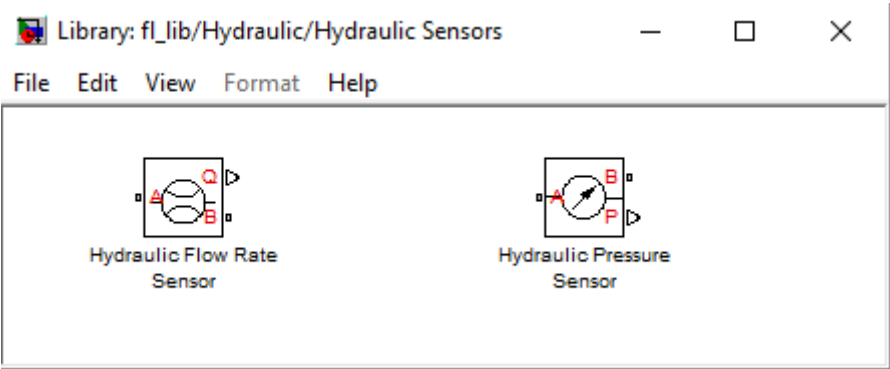 Library: fl_lib/Hydraulic/Hydraulic Sensors
File Edit View Format Help
A Q B
Hydraulic Flow Rate
Sensor
A B P
Hydraulic Pressure
Sensor